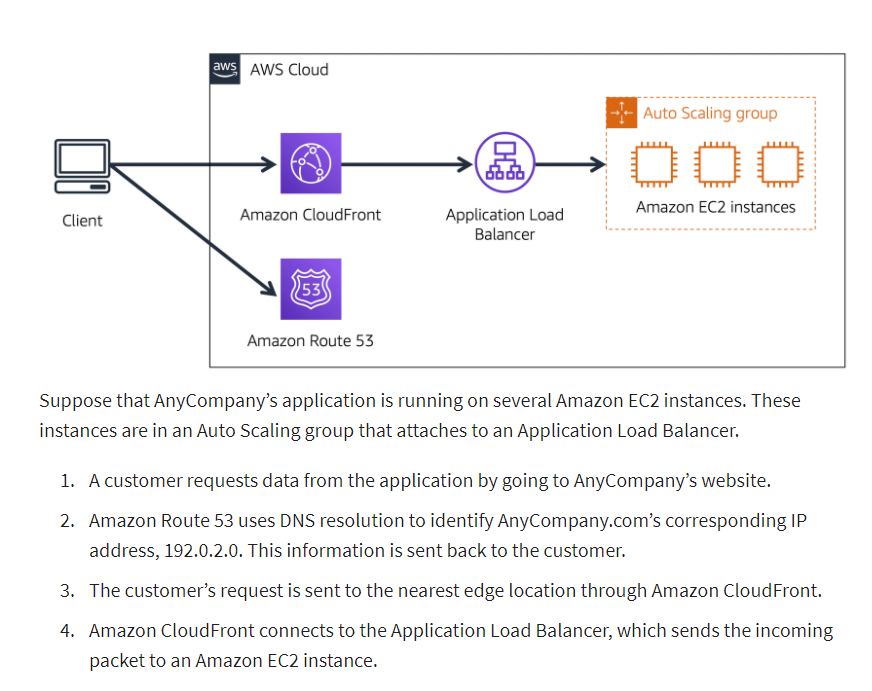 aws AWS Cloud
Auto Scaling group
Client
Amazon CloudFront
Application Load
Balancer
Amazon EC2 instances
53
Amazon Route 53
Suppose that AnyCompany’s application is running on several Amazon EC2 instances. These
instances are in an Auto Scaling group that attaches to an Application Load Balancer.
1. A customer requests data from the application by going to AnyCompany’s website.
2. Amazon Route 53 uses DNS resolution to identify AnyCompany.com’s corresponding IP
address, 192.0.2.0. This information is sent back to the customer.
3. The customer’s request is sent to the nearest edge location through Amazon CloudFront.
4. Amazon CloudFront connects to the Application Load Balancer, which sends the incoming
packet to an Amazon EC2 instance.